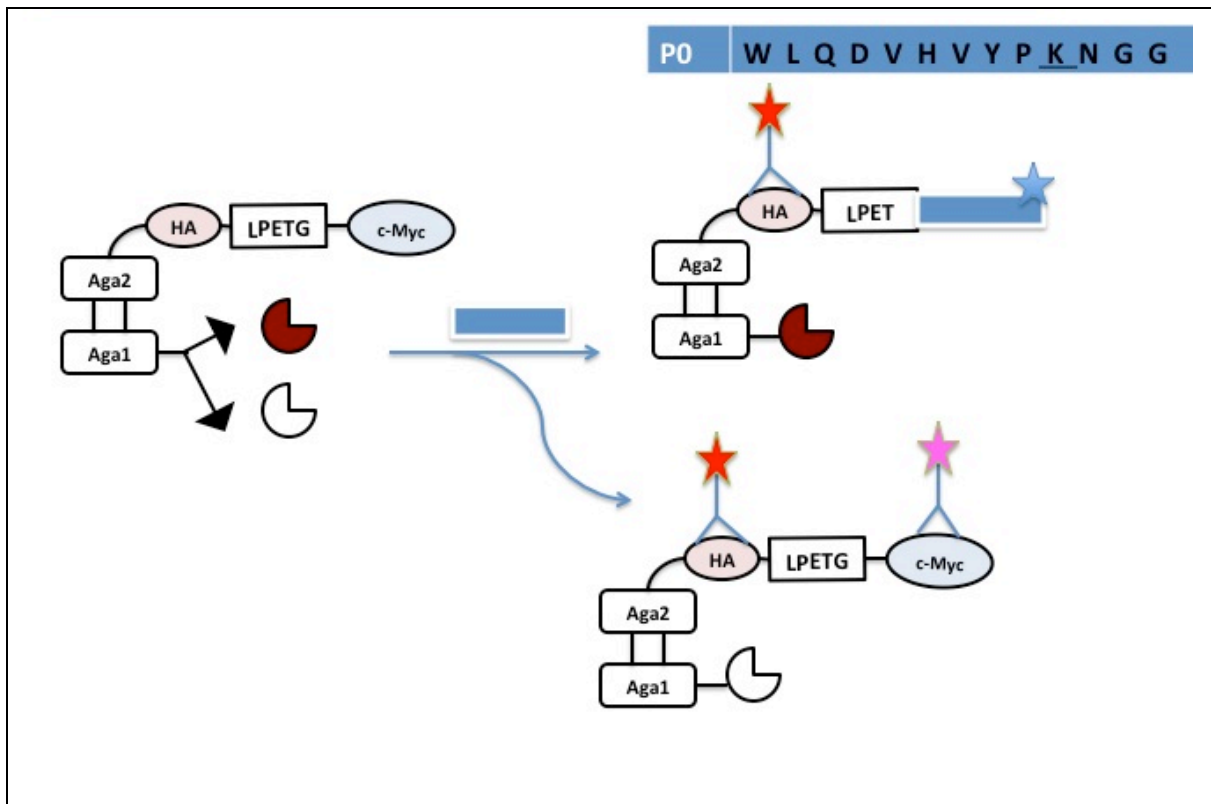 P0 W L Q D V H V Y P K N G G
HA LPETG c-Myc
Aga2
Aga1
HA LPET
Aga2
Aga1
HA LPETG c-Myc
Aga2
Aga1